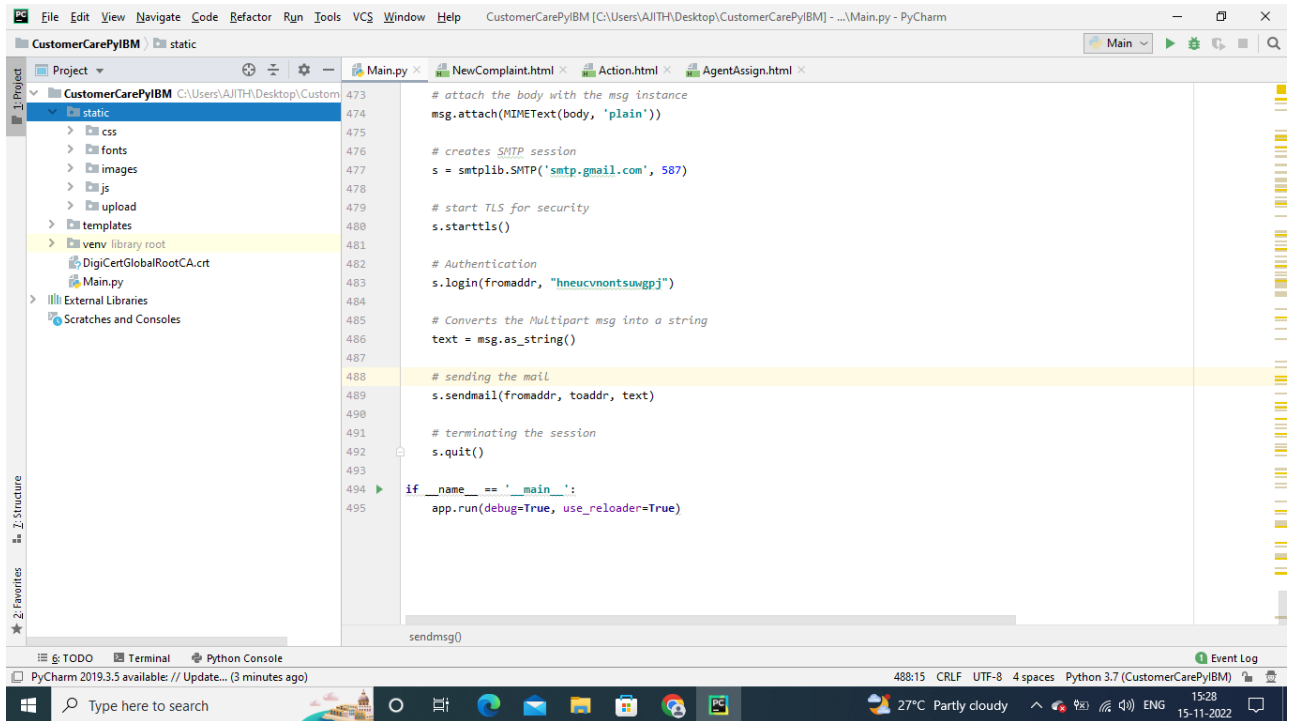 File Edit View Navigate Code Refactor Run Tools VCS Window Help CustomerCarePyIBM [C:\Users\AJITH\Desktop\CustomerCarePyIBM] - ...\Main.py - PyCharm
CustomerCarePyIBM static
Main
1: Project
Project
Main.py NewComplaint.html Action.html AgentAssign.html
CustomerCarePyIBM C:\Users\AJITH\Desktop\Custom
static
css
fonts
images
js
upload
templates
venv library root
DigiCertGlobalRootCA.crt
Main.py
External Libraries
Scratches and Consoles
473 # attach the body with the msg instance
474 msg.attach(MIMEText(body, 'plain'))
475
476 # creates SMTP session
477 s = smtplib.SMTP('smtp.gmail.com', 587)
478
479 # start TLS for security
480 s.starttls()
481
482 # Authentication
483 s.login(fromaddr, "hneucvnontsuwgpj")
484
485 # Converts the Multipart msg into a string
486 text = msg.as_string()
487
488 # sending the mail
489 s.sendmail(fromaddr, toaddr, text)
490
491 # terminating the session
492 s.quit()
493
494 if __name__ == '__main__':
495 app.run(debug=True, use_reloader=True)
sendmsg()
7: Structure
2: Favorites
6: TODO Terminal Python Console
1 Event Log
PyCharm 2019.3.5 available: // Update... (3 minutes ago)
488:15 CRLF UTF-8 4 spaces Python 3.7 (CustomerCarePyIBM)
Type here to search
27°C Partly cloudy
ENG
15:28
15-11-2022